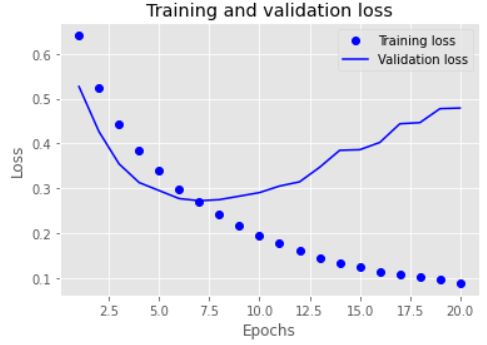 Training and validation loss
Training loss
Validation loss
Loss
0.6
0.5
0.4
0.3
0.2
0.1
2.5 5.0 7.5 10.0 12.5 15.0 17.5 20.0
Epochs